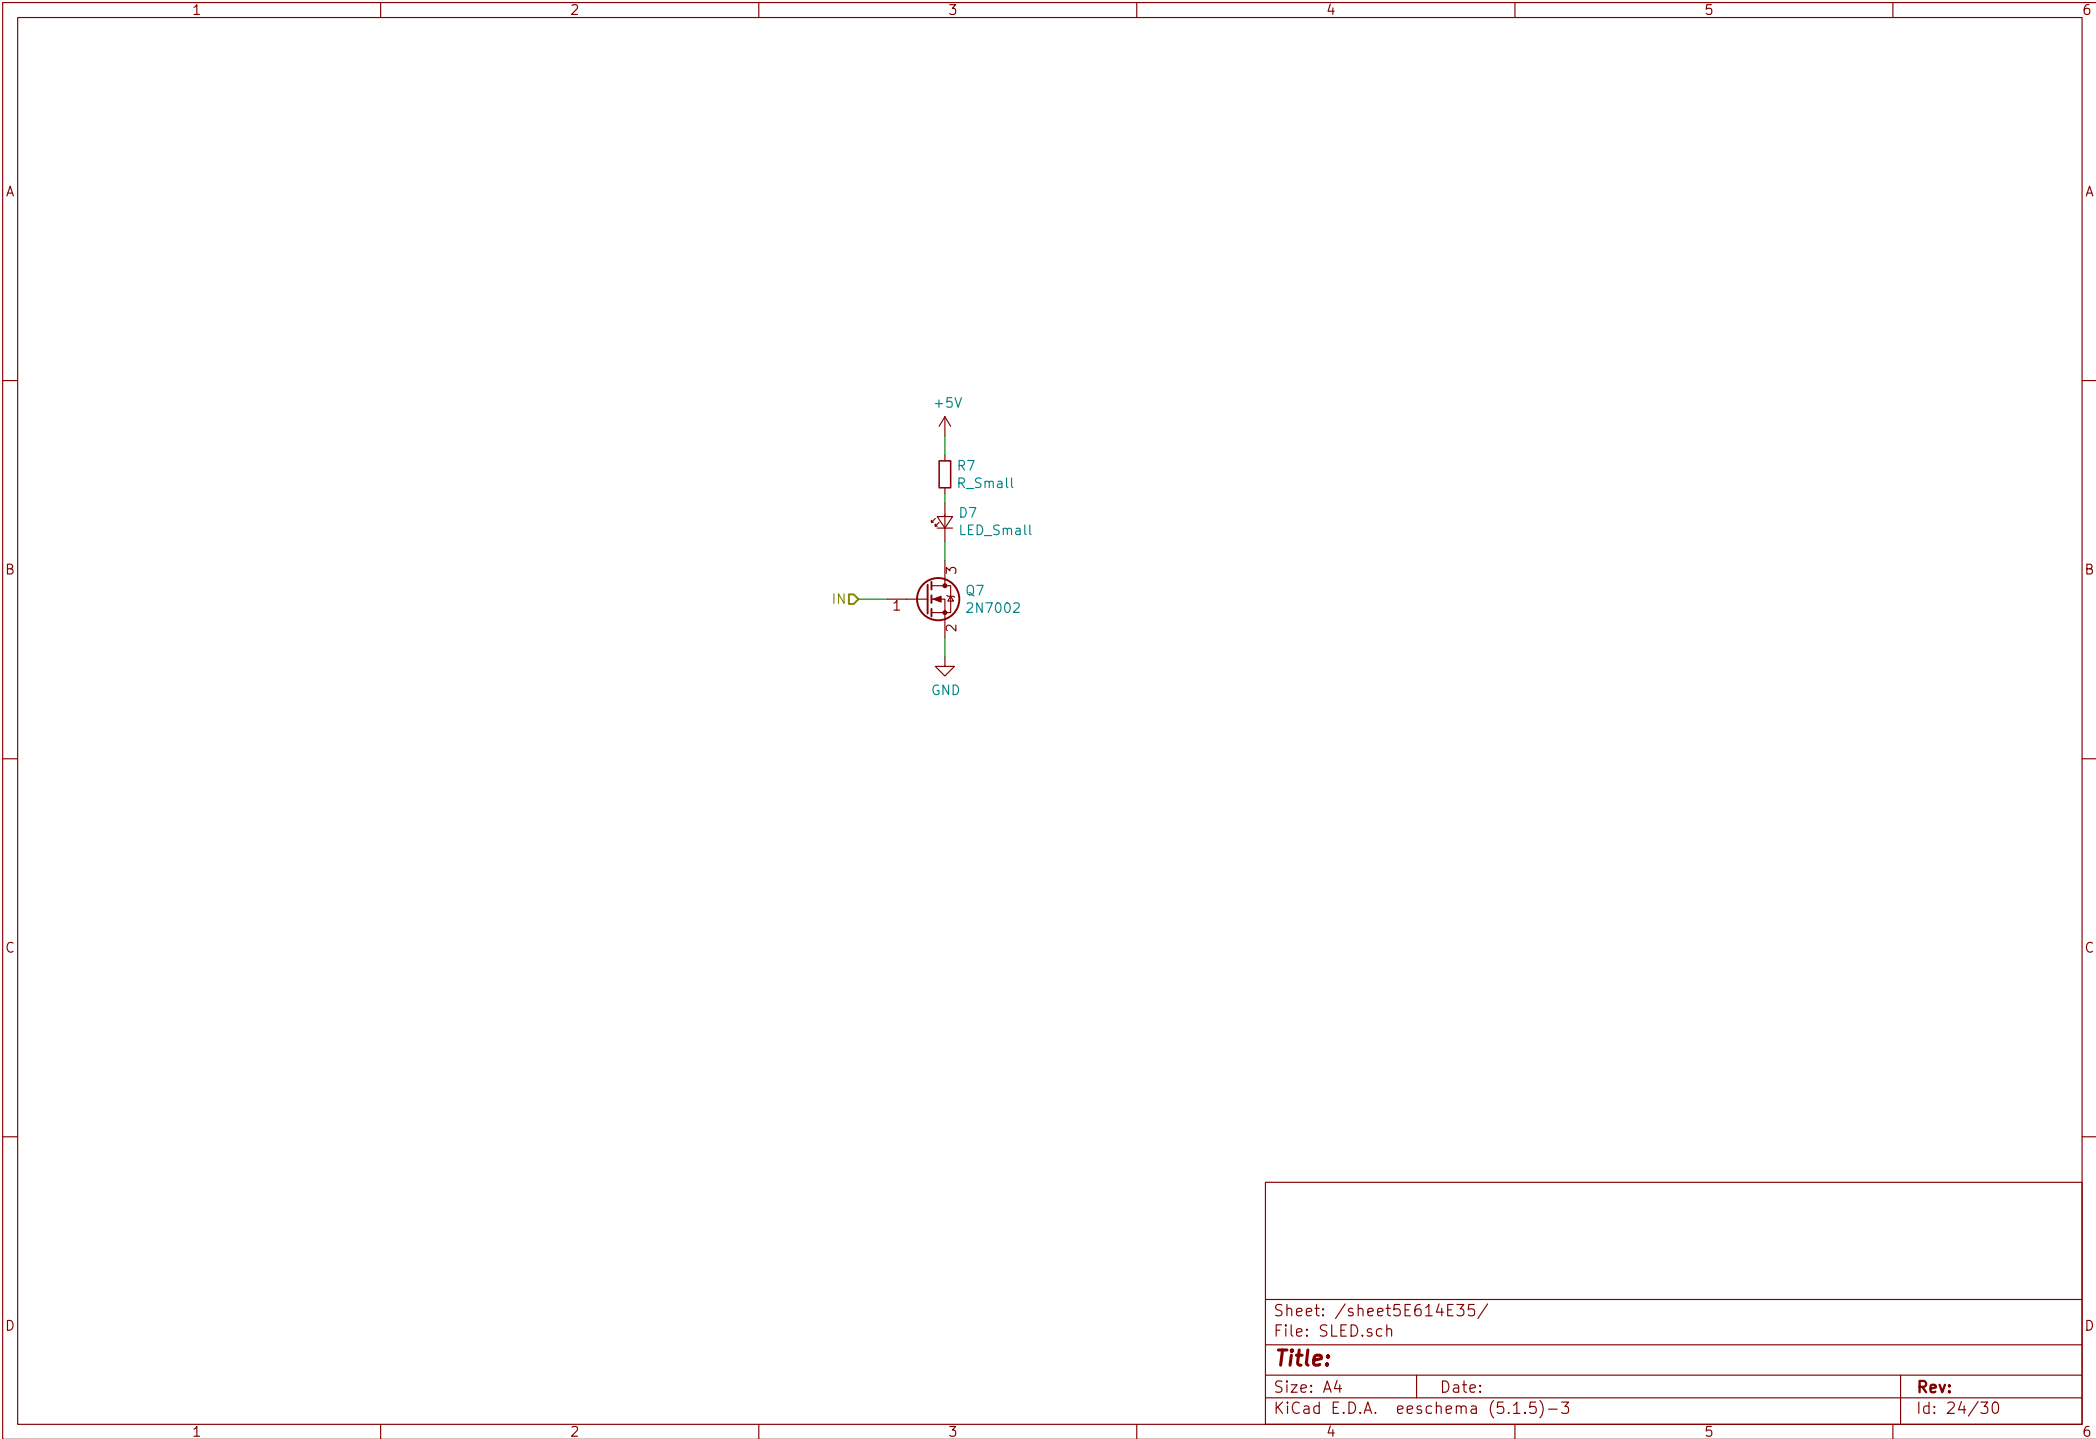 1 2 3 4 5 6
A A
+5V
R7
R_Small
D7
LED_Small
3
B B
Q7
IN
1
2N7002
2
GND
C C
Sheet: /sheet5E614E35/
File: SLED.sch
D D
Title:
Size: A4 Date: Rev:
KiCad E.D.A. eeschema (5.1.5)-3 Id: 24/30
1 2 3 4 5 6